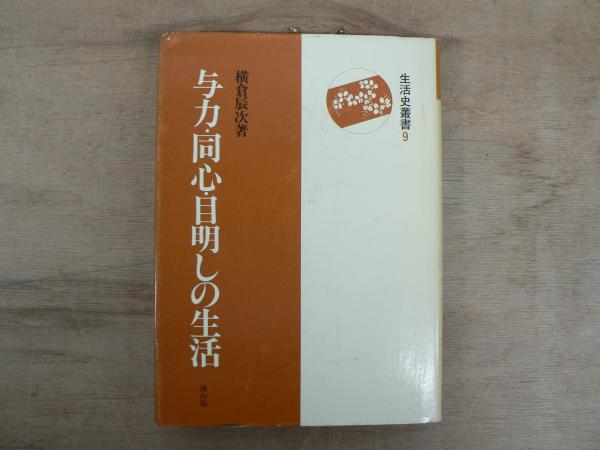 生活史叢書 9
横倉辰次著
与力・同心・目明しの生活
雄山閣